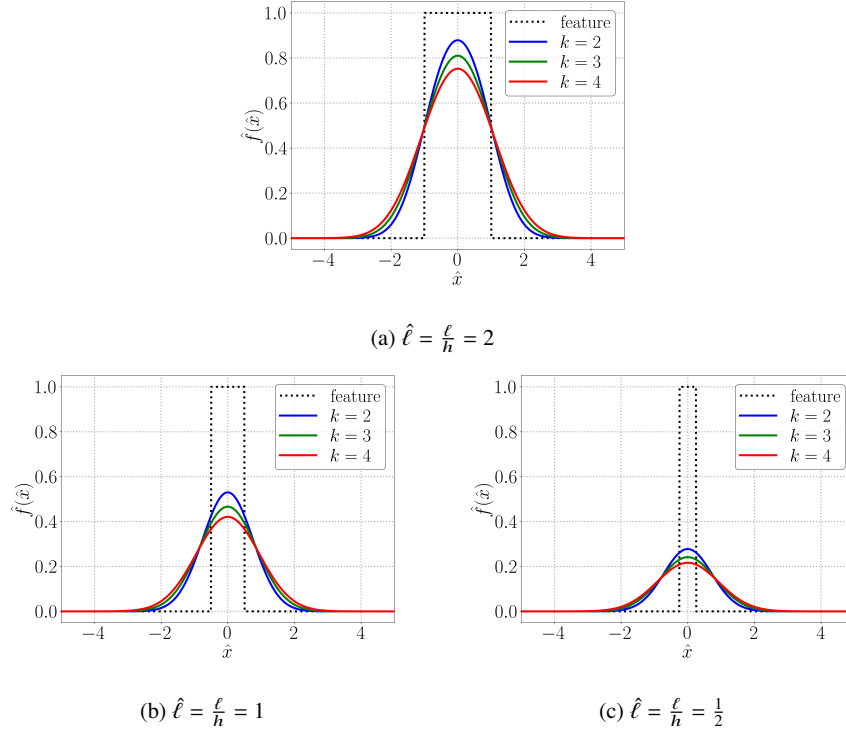 1.0
0.8
0.6
0.4
0.2
0.0
f̂(x̂)
−4 −2 0 2 4
x̂
feature
k = 2
k = 3
k = 4
(a) ℓ̂ = ℓ/h = 2
1.0
0.8
0.6
0.4
0.2
0.0
f̂(x̂)
−4 −2 0 2 4
x̂
feature
k = 2
k = 3
k = 4
(b) ℓ̂ = ℓ/h = 1
1.0
0.8
0.6
0.4
0.2
0.0
f̂(x̂)
−4 −2 0 2 4
x̂
feature
k = 2
k = 3
k = 4
(c) ℓ̂ = ℓ/h = 1/2